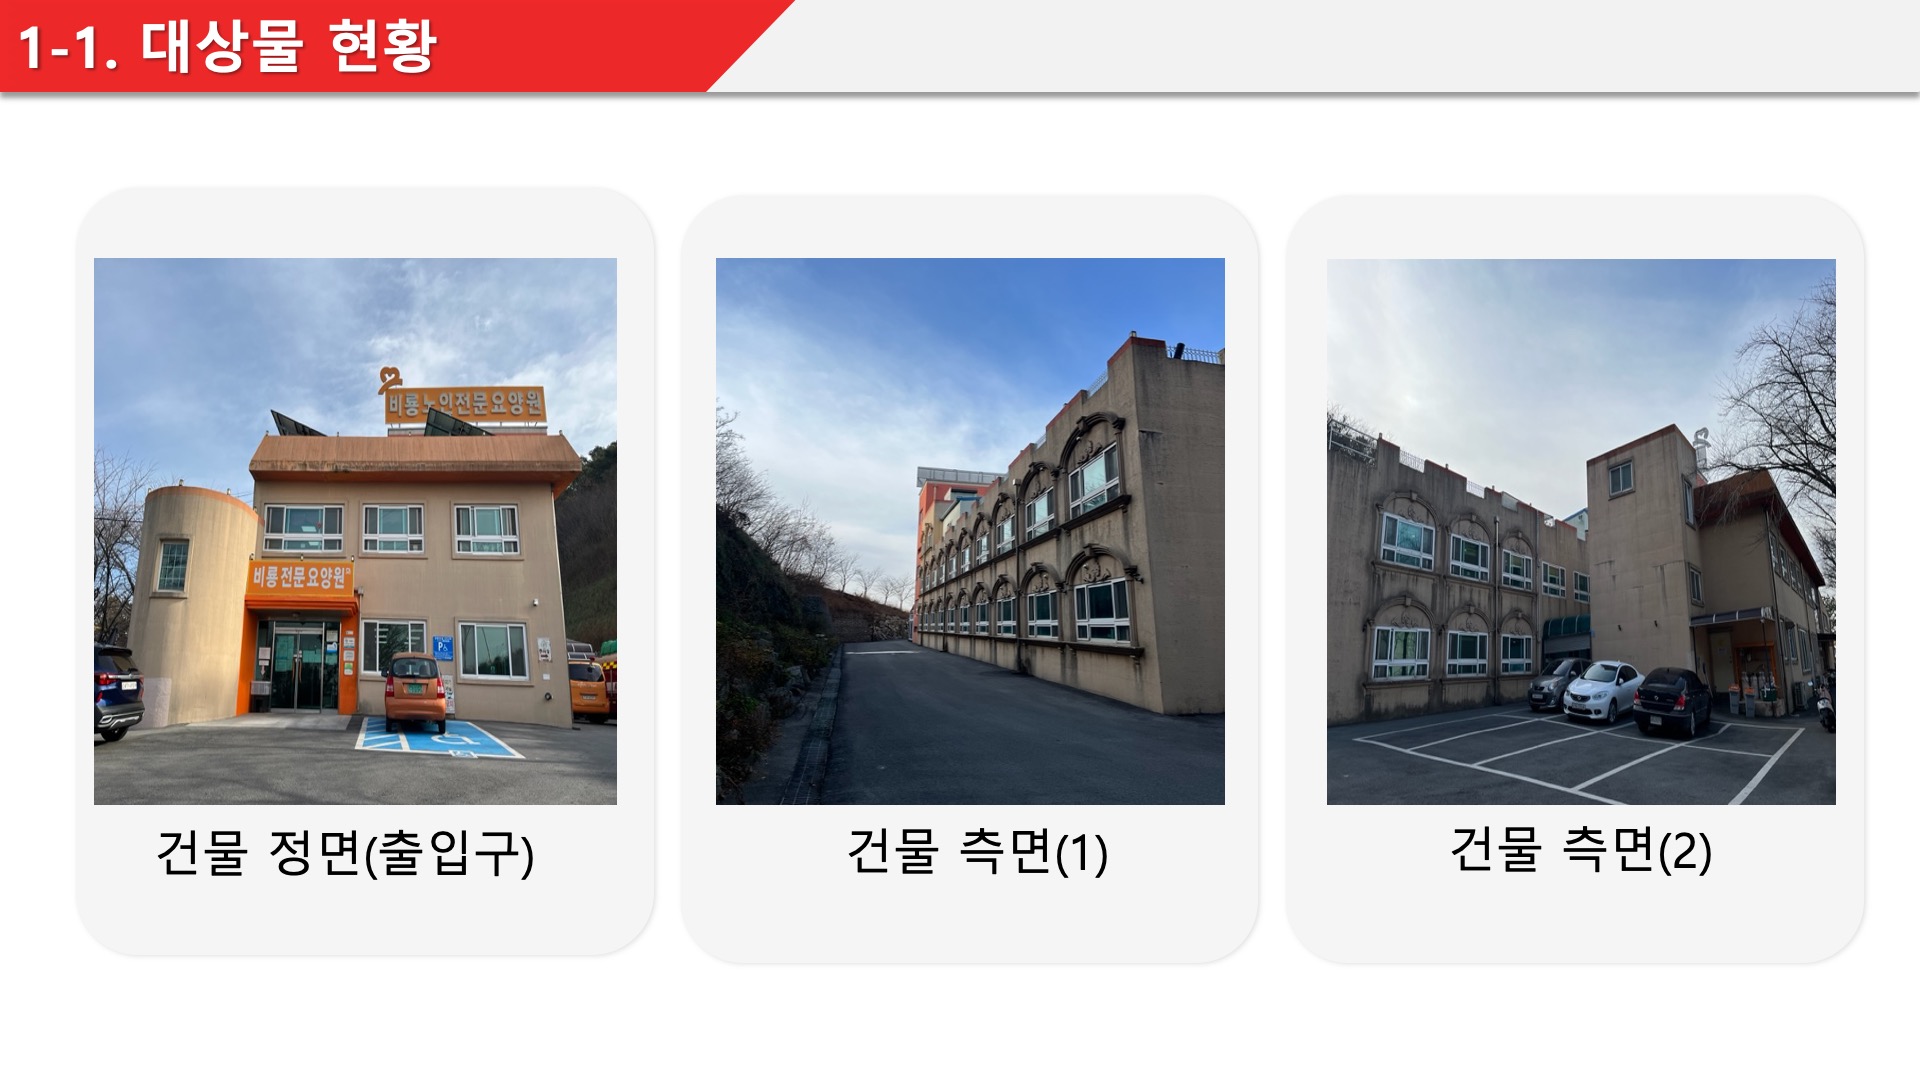 1-1. 대상물 현황
비룡노인전문요양원
비룡전문요양원
P
건물 정면(출입구)
건물 측면(1)
건물 측면(2)